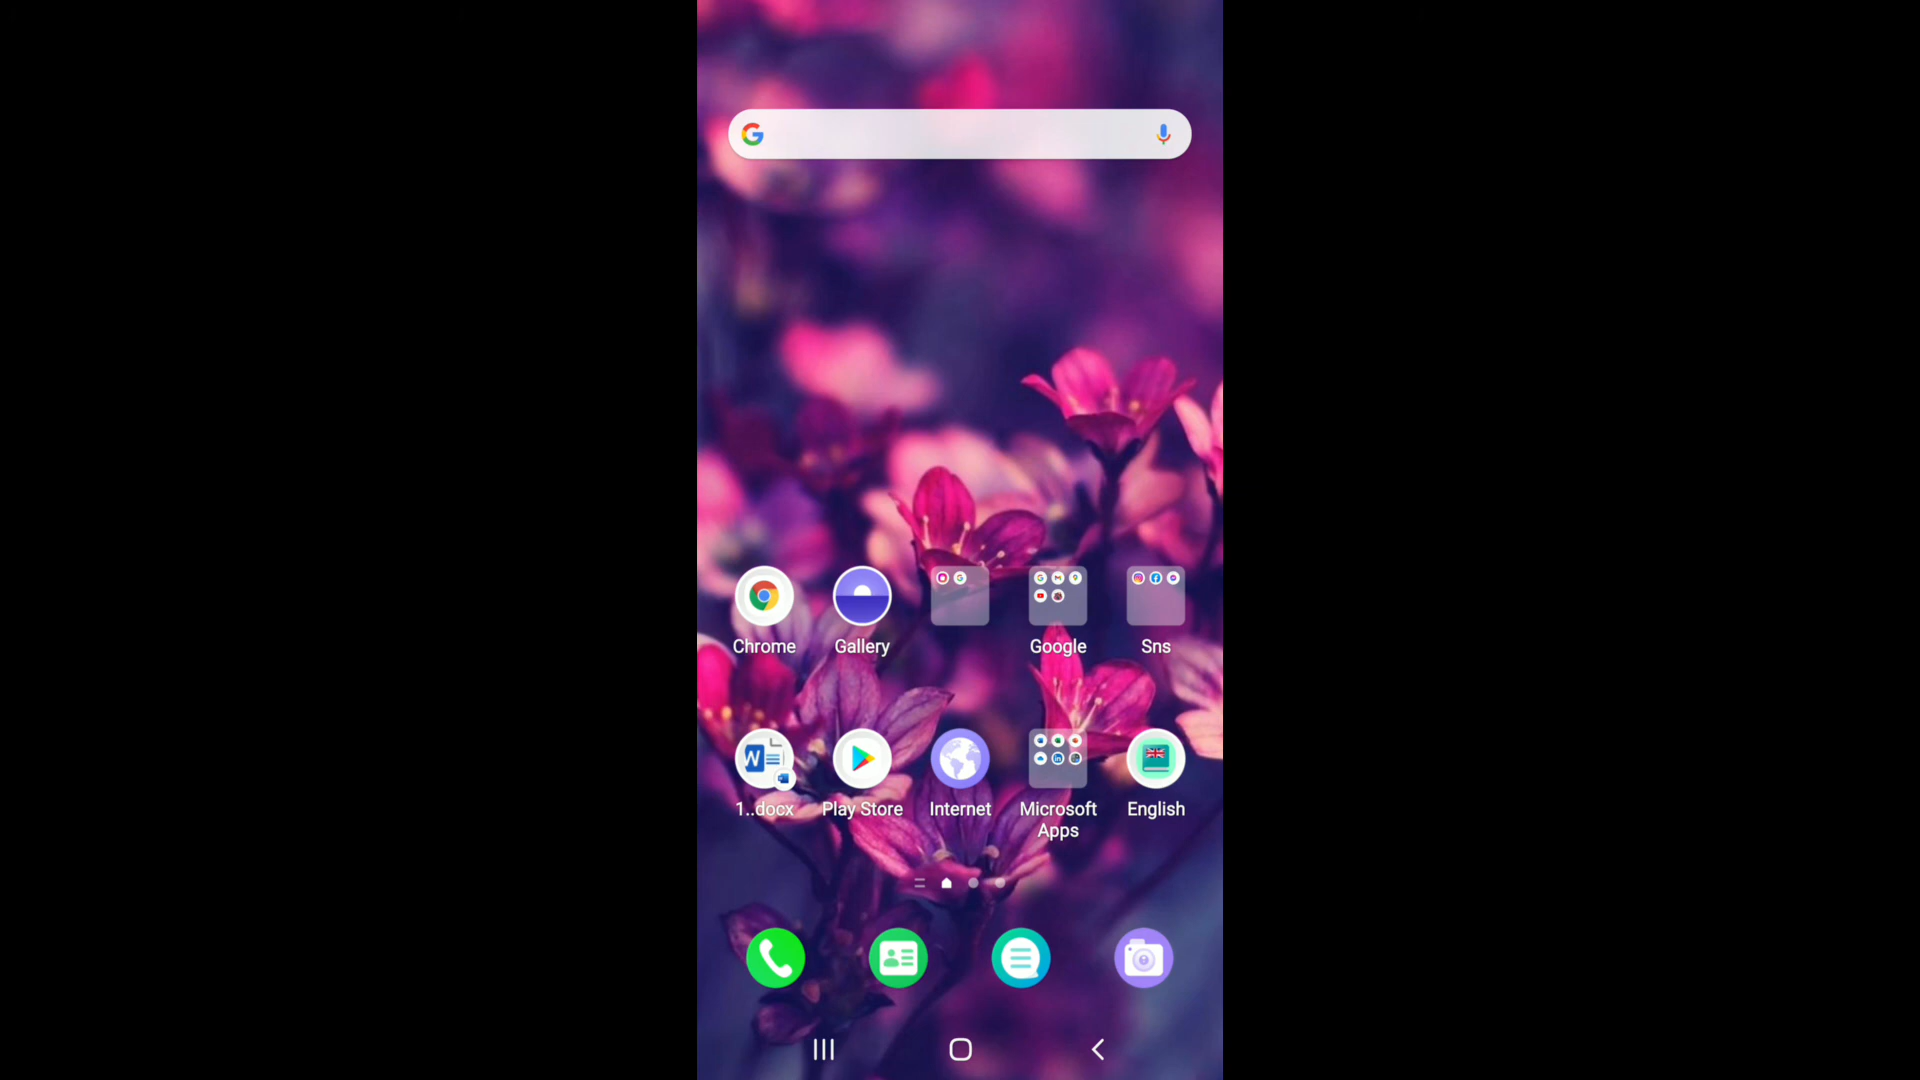 Chrome
Gallery
Google
Sns
1..docx
Play Store
Internet
Microsoft
Apps
English